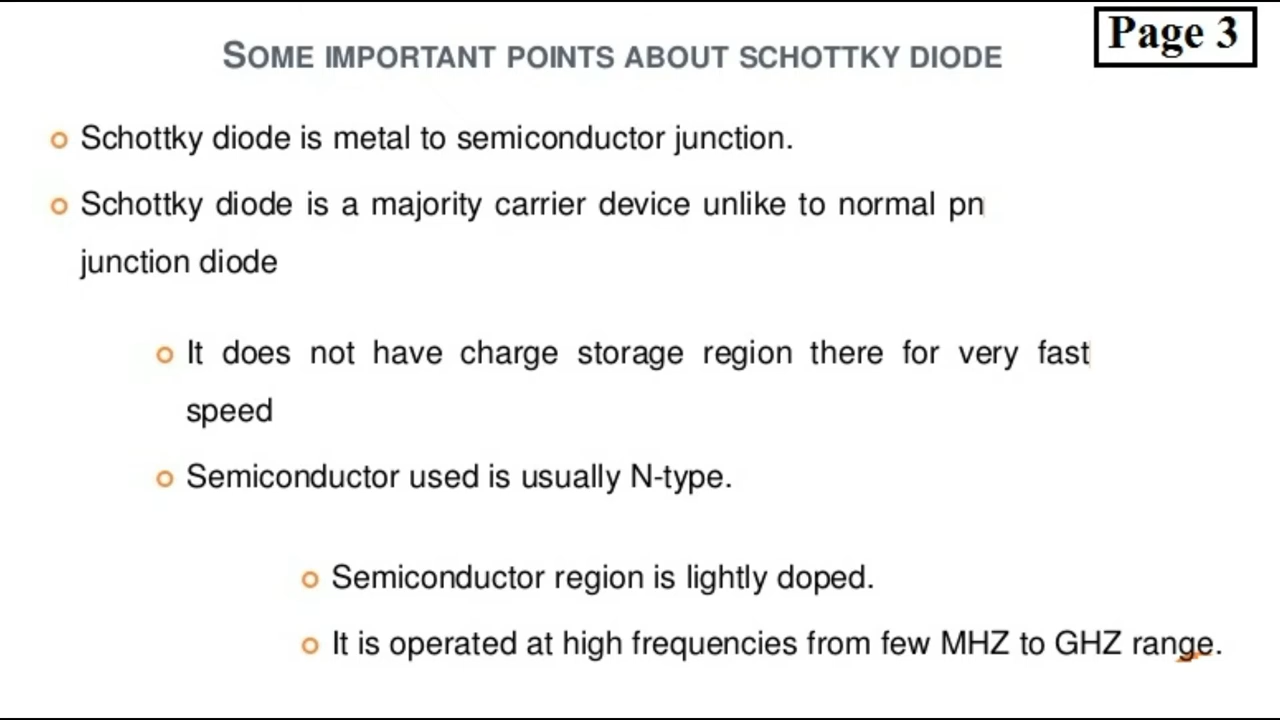 Page 3
SOME IMPORTANT POINTS ABOUT SCHOTTKY DIODE
Schottky diode is metal to semiconductor junction.
Schottky diode is a majority carrier device unlike to normal pn
junction diode
It does not have charge storage region there for very fast
speed
Semiconductor used is usually N-type.
Semiconductor region is lightly doped.
It is operated at high frequencies from few MHZ to GHZ range.